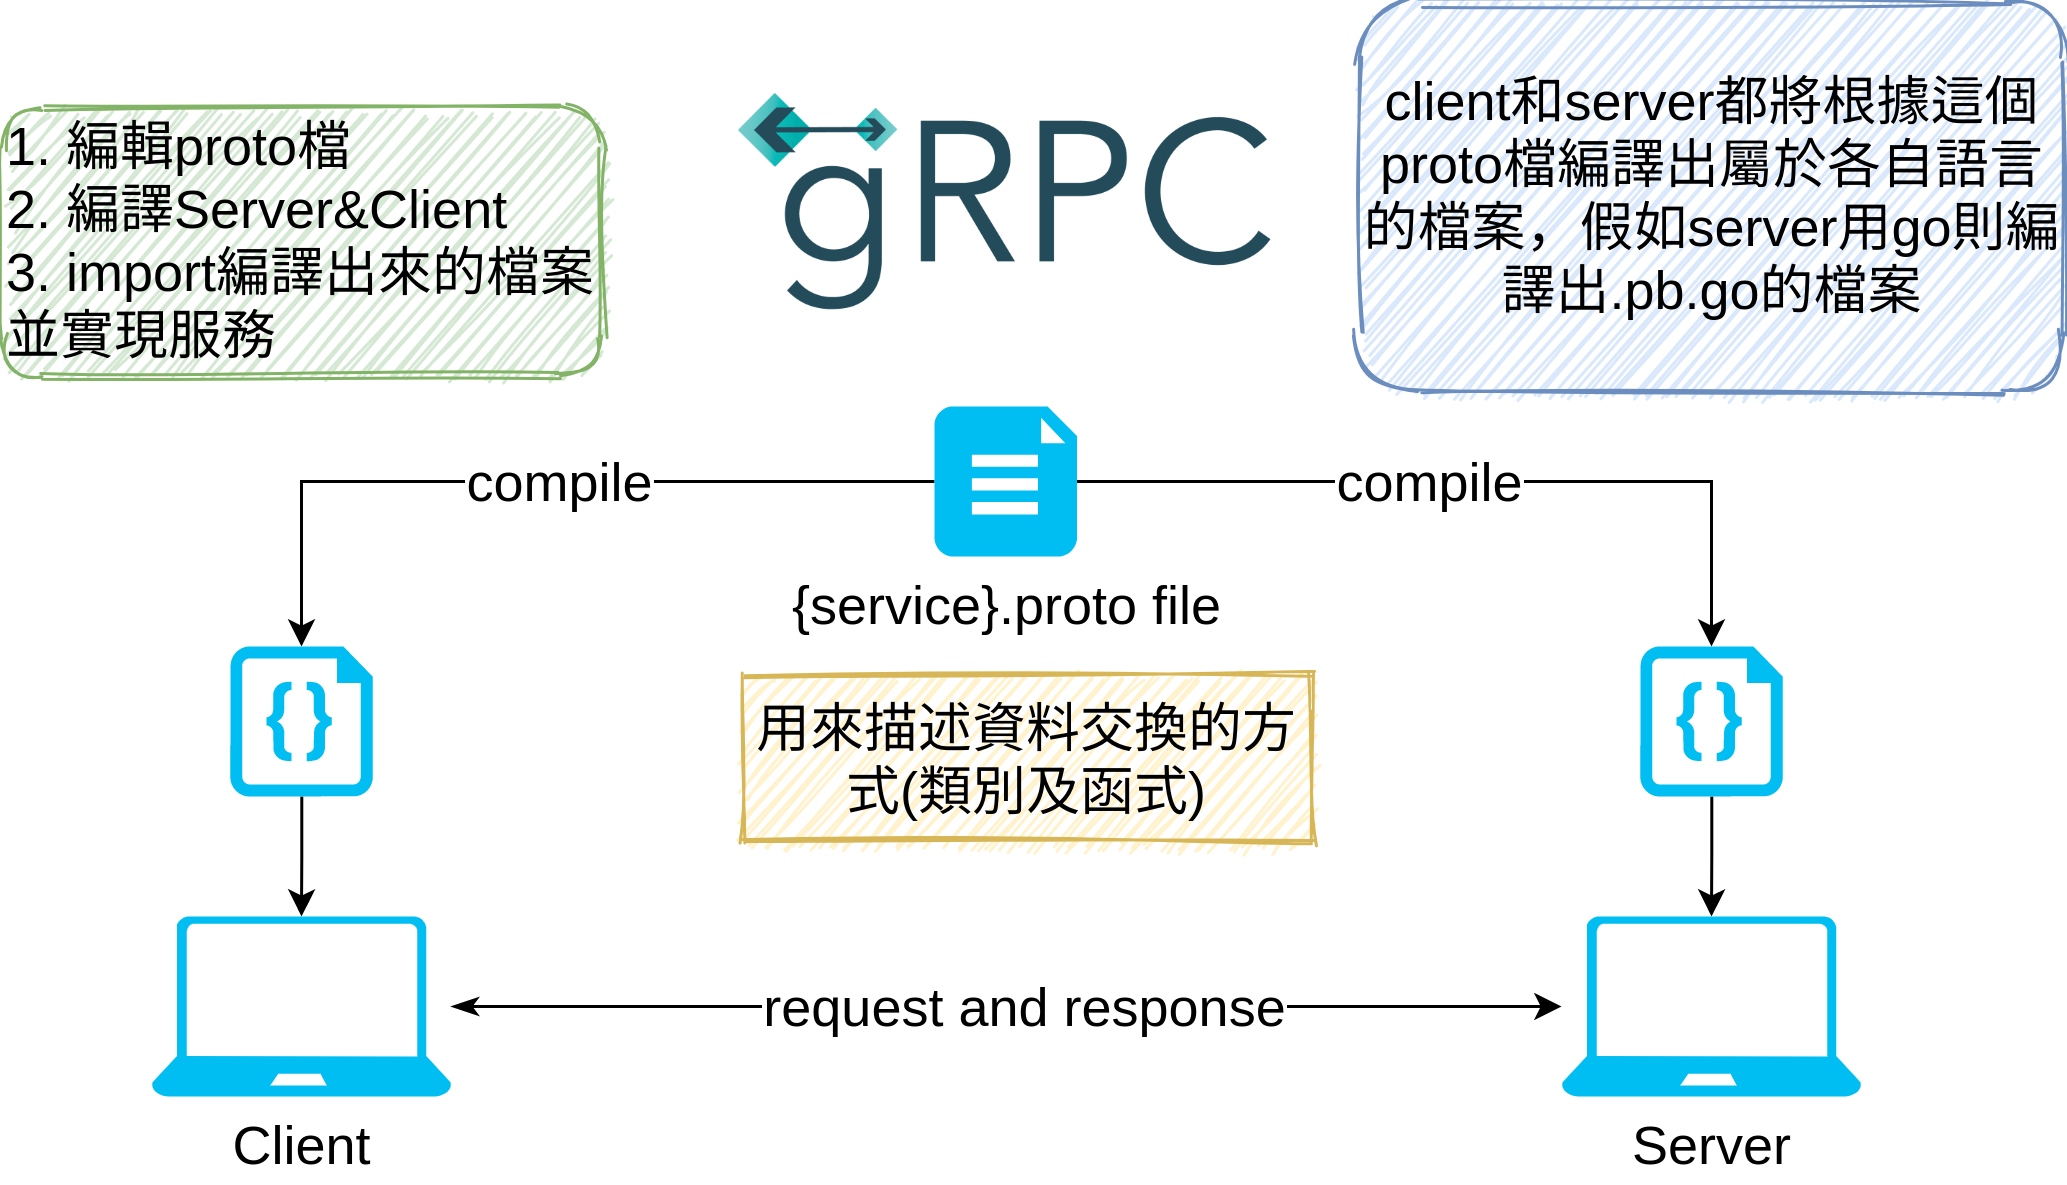 1. 編輯proto檔
2. 編譯Server&Client
3. import編譯出來的檔案
並實現服務
gRPC
client和server都將根據這個
proto檔編譯出屬於各自語言
的檔案，假如server用go則編
譯出.pb.go的檔案
compile
compile
{service}.proto file
{}
{}
用來描述資料交換的方
式(類別及函式)
request and response
Client
Server